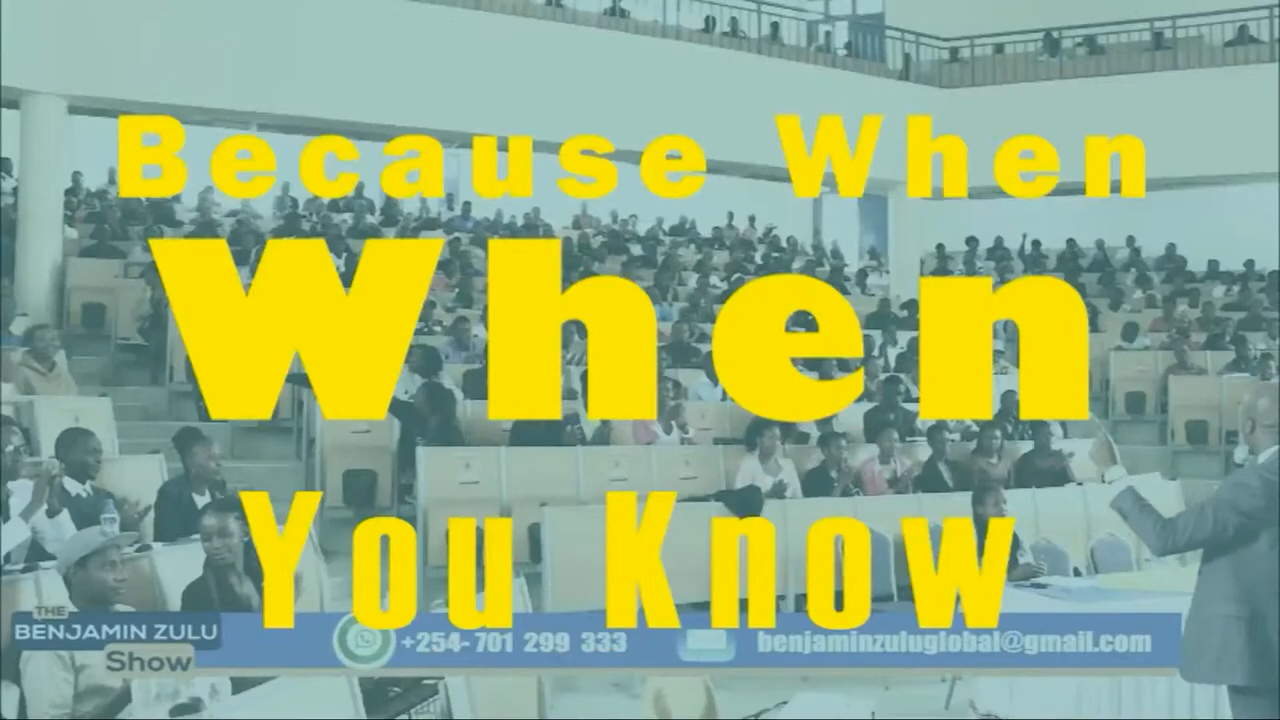 Because When
When
You Know
THE
BENJAMIN ZULU
Show
+254- 701 299 333
benjaminzuluglobal@gmail.com